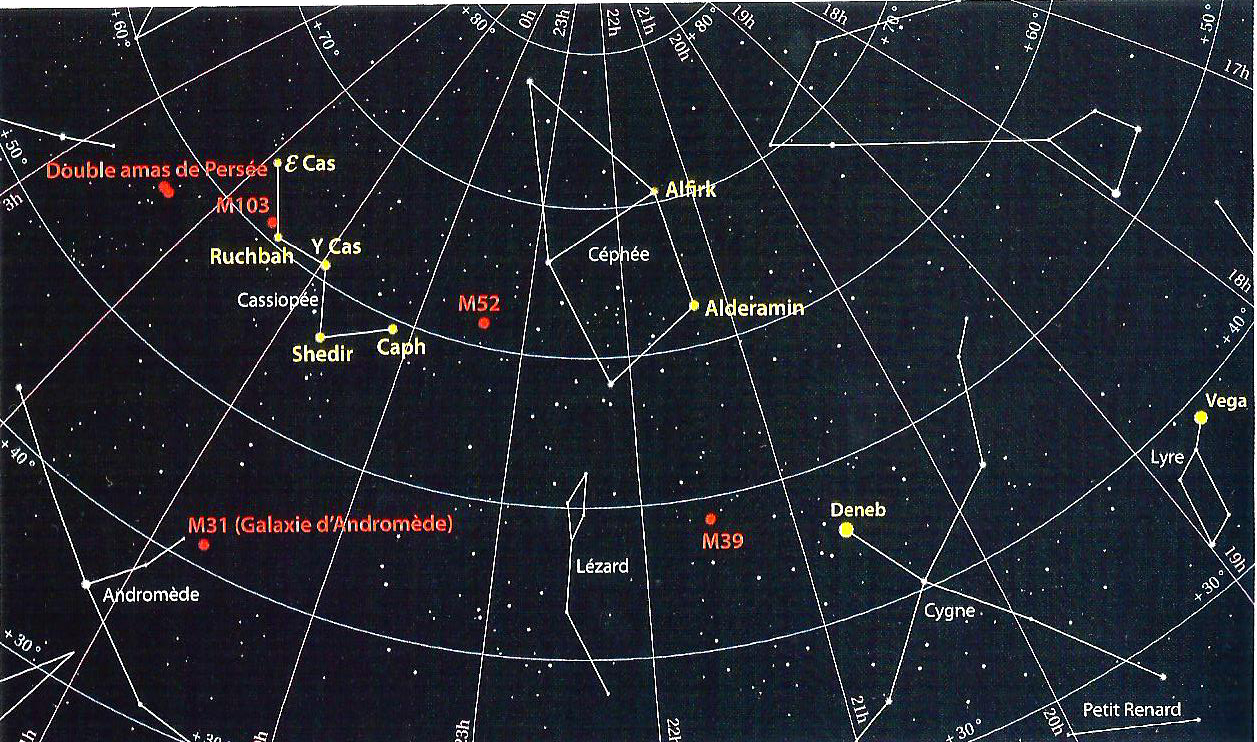 +60° +70° +80° 0h 23h 22h 21h 20h +80° 19h 18h +70° +60° +50° 17h
+50°
3h
Double amas de Persée
ε Cas
M103
Ruchbah
γ Cas
Cassiopée
Shedir
Caph
M52
Alfirk
Céphée
Alderamin
18h
+40°
Vega
Lyre
+40°
M31 (Galaxie d'Andromède)
Andromède
Lézard
M39
Deneb
Cygne
19h
+30°
+30°
Petit Renard
+30°
23h
22h
21h
+30°
20h